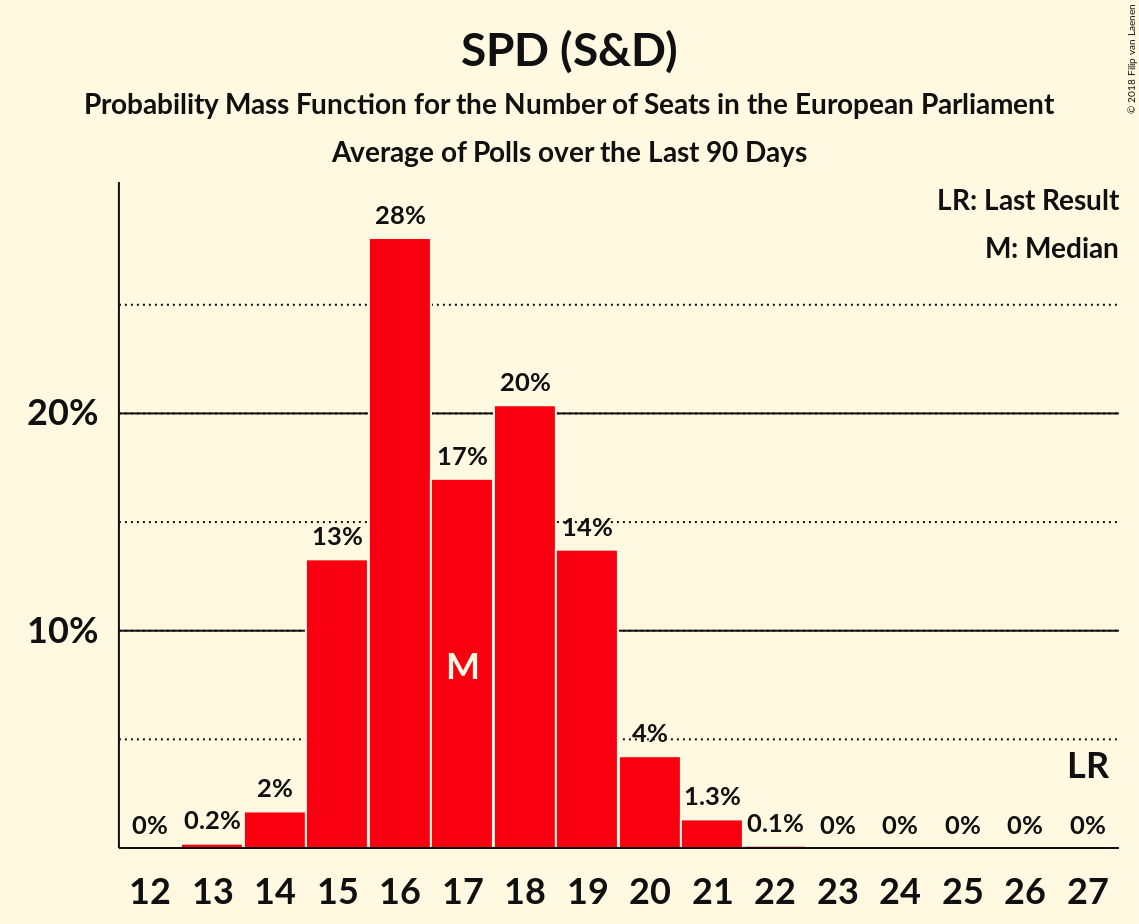 SPD (S&D)
Probability Mass Function for the Number of Seats in the European Parliament
Average of Polls over the Last 90 Days
© 2018 Filip van Laenen
LR: Last Result
M: Median
28%
20%
20%
17%
14%
13%
10%
M
4%
LR
2%
1.3%
0% 0.2% 0.1% 0% 0% 0% 0% 0%
12 13 14 15 16 17 18 19 20 21 22 23 24 25 26 27